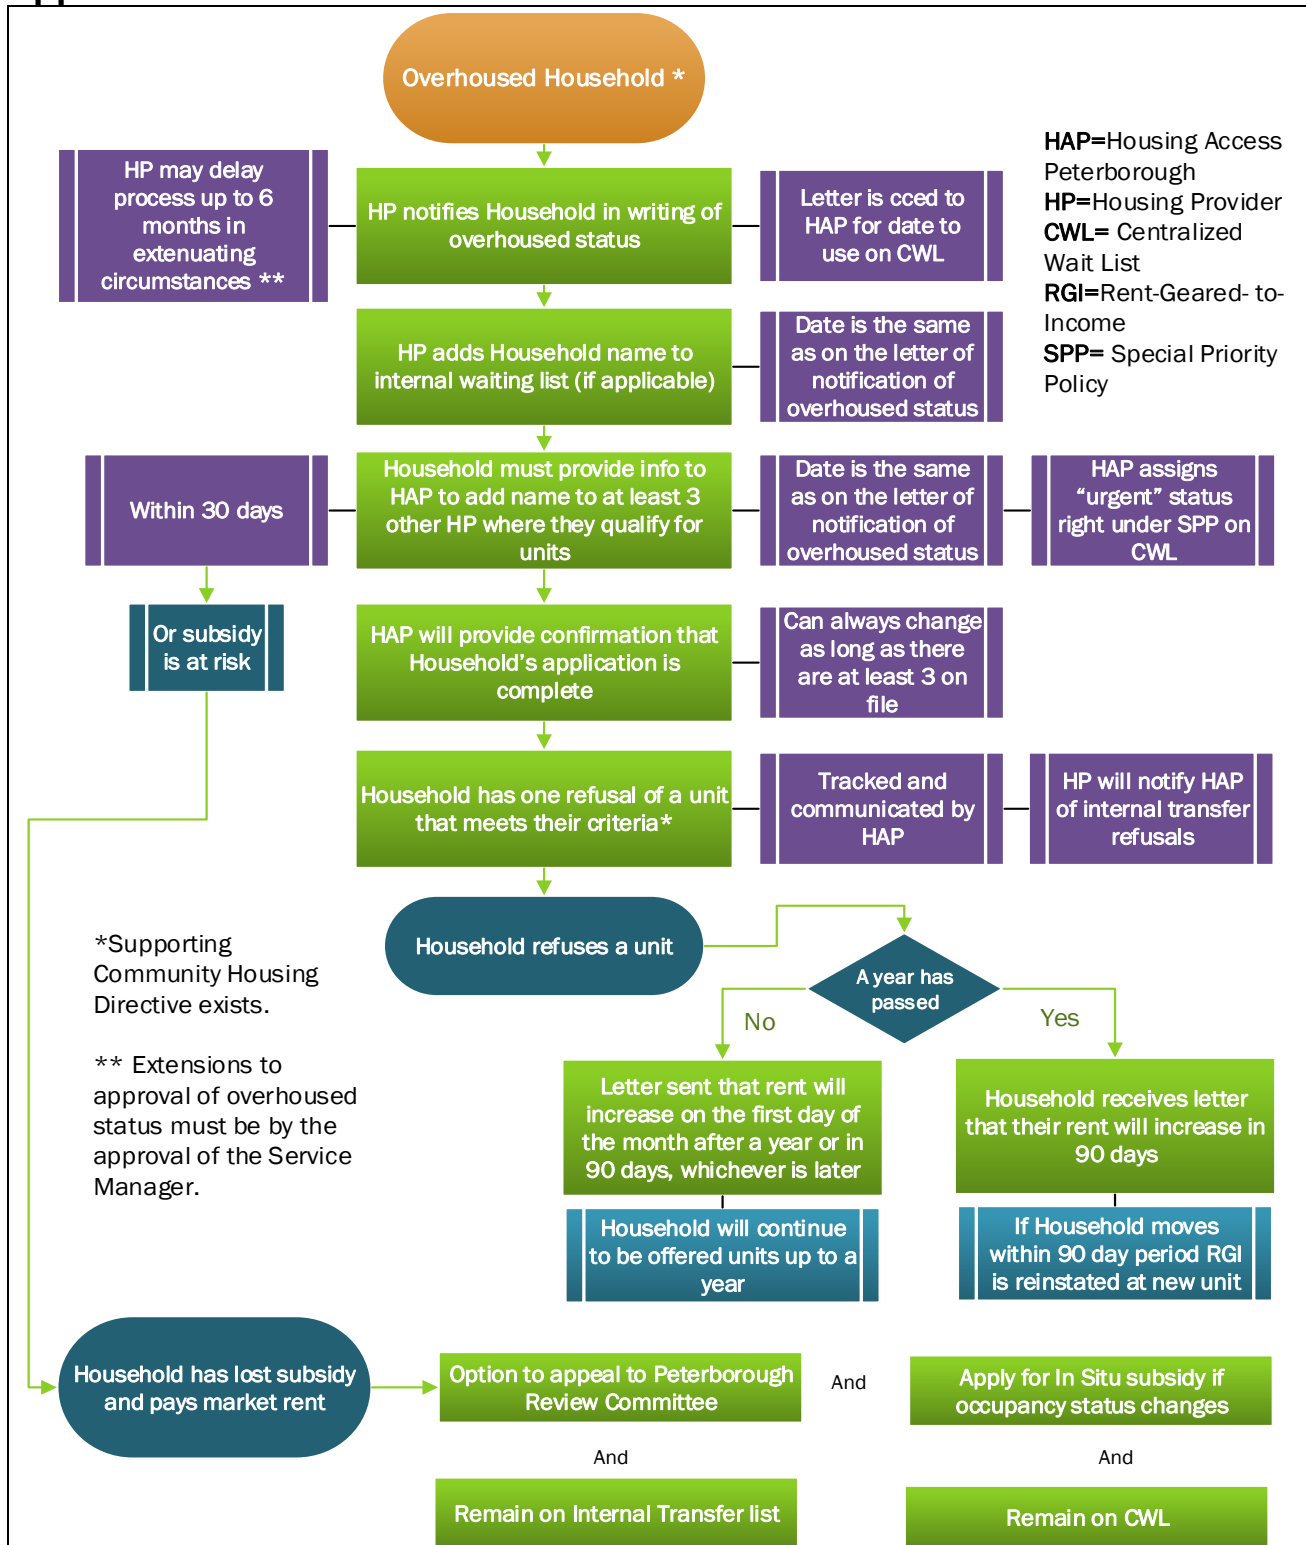 Overhoused Household *
HAP=Housing Access
Peterborough
HP=Housing Provider
CWL= Centralized
Wait List
RGI=Rent-Geared- to-
Income
SPP= Special Priority
Policy
HP may delay
process up to 6
months in
extenuating
circumstances **
HP notifies Household in writing of
overhoused status
Letter is cced to
HAP for date to
use on CWL
HP adds Household name to
internal waiting list (if applicable)
Date is the same
as on the letter of
notification of
overhoused status
Within 30 days
Household must provide info to
HAP to add name to at least 3
other HP where they qualify for
units
Date is the same
as on the letter of
notification of
overhoused status
HAP assigns
“urgent” status
right under SPP on
CWL
Or subsidy
is at risk
HAP will provide confirmation that
Household’s application is
complete
Can always change
as long as there
are at least 3 on
file
Household has one refusal of a unit
that meets their criteria*
Tracked and
communicated by
HAP
HP will notify HAP
of internal transfer
refusals
Household refuses a unit
A year has
passed
No
Yes
*Supporting
Community Housing
Directive exists.
** Extensions to
approval of overhoused
status must be by the
approval of the Service
Manager.
Letter sent that rent will
increase on the first day of
the month after a year or in
90 days, whichever is later
Household receives letter
that their rent will increase in
90 days
Household will continue
to be offered units up to a
year
If Household moves
within 90 day period RGI
is reinstated at new unit
Household has lost subsidy
and pays market rent
Option to appeal to Peterborough
Review Committee
And
Apply for In Situ subsidy if
occupancy status changes
And
And
Remain on Internal Transfer list
Remain on CWL